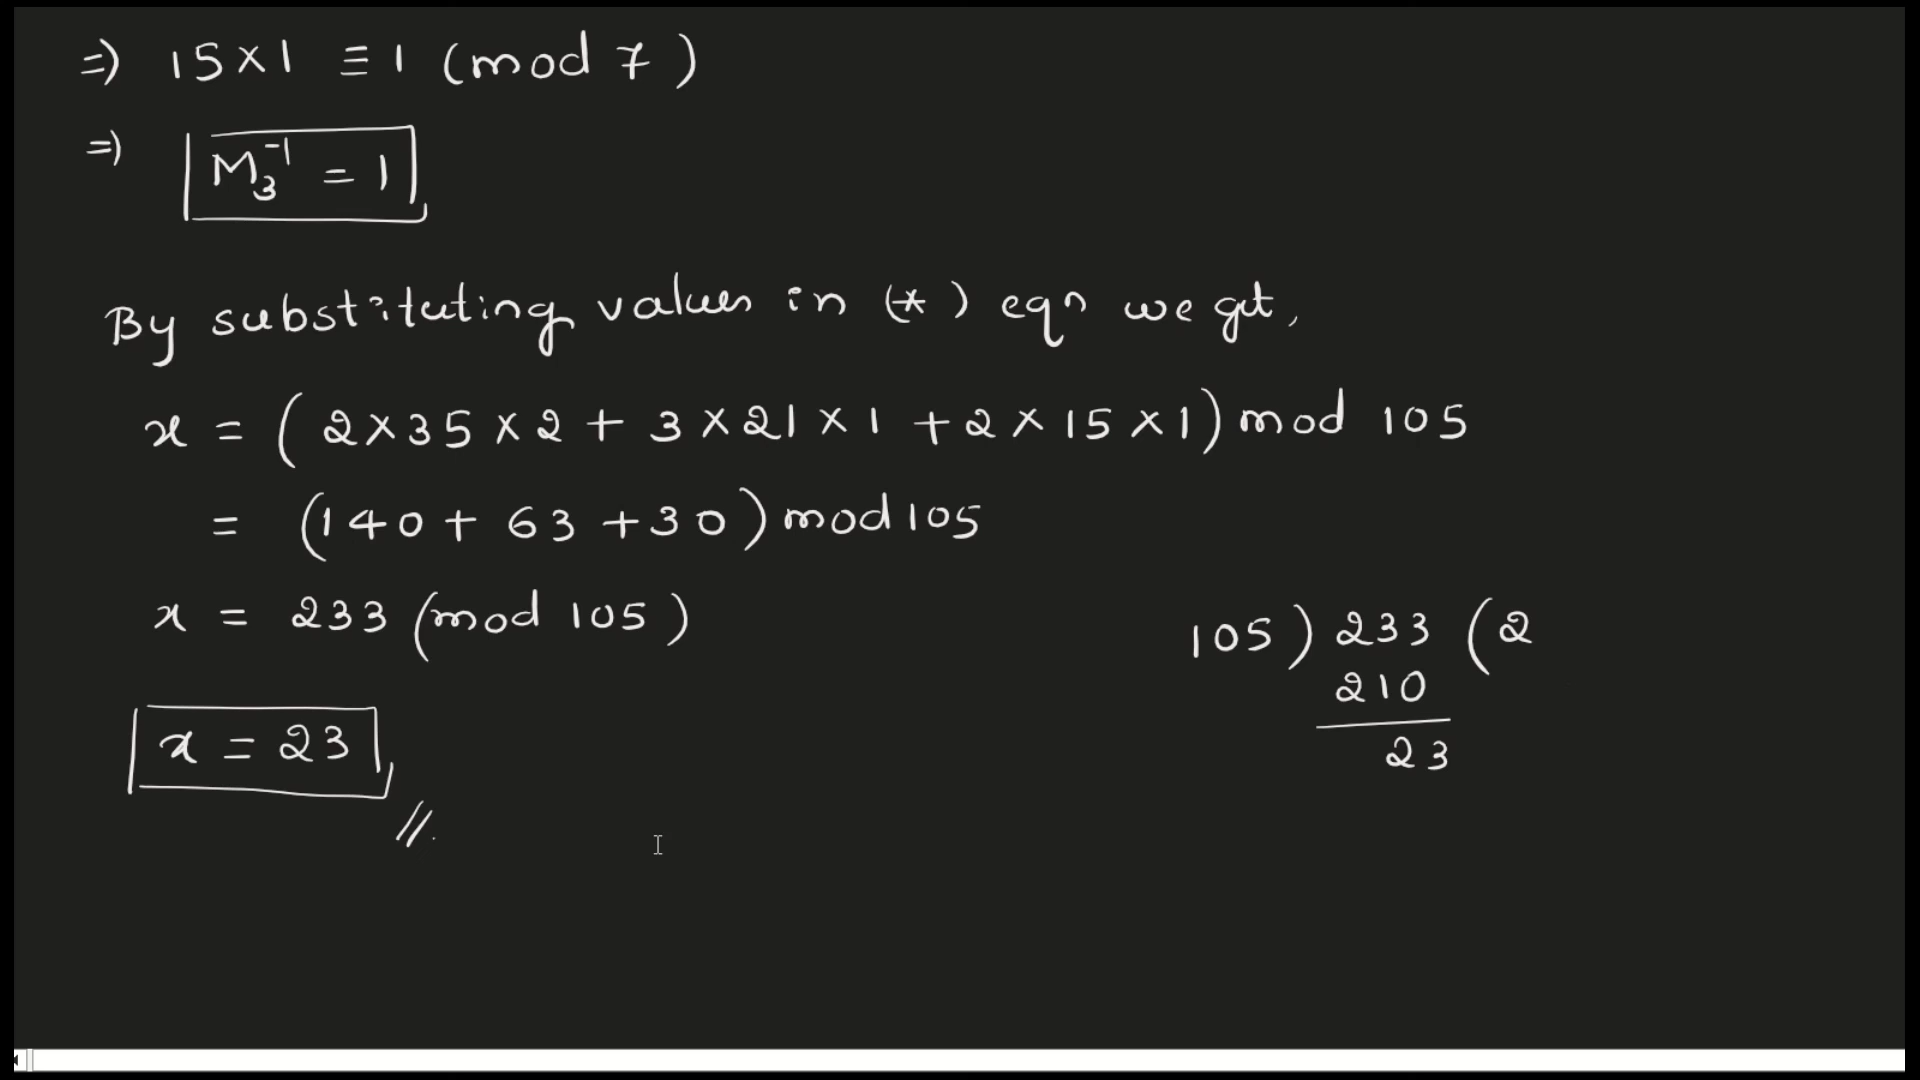 =) 15×1 ≡ 1 (mod 7)
=) M₃⁻¹ = 1
By substituting values in (*) eqn we get,
x = (2×35×2 + 3×21×1 + 2×15×1) mod 105
= (140 + 63 + 30) mod 105
x = 233 (mod 105)
105) 233 (2
210
23
x = 23 //.